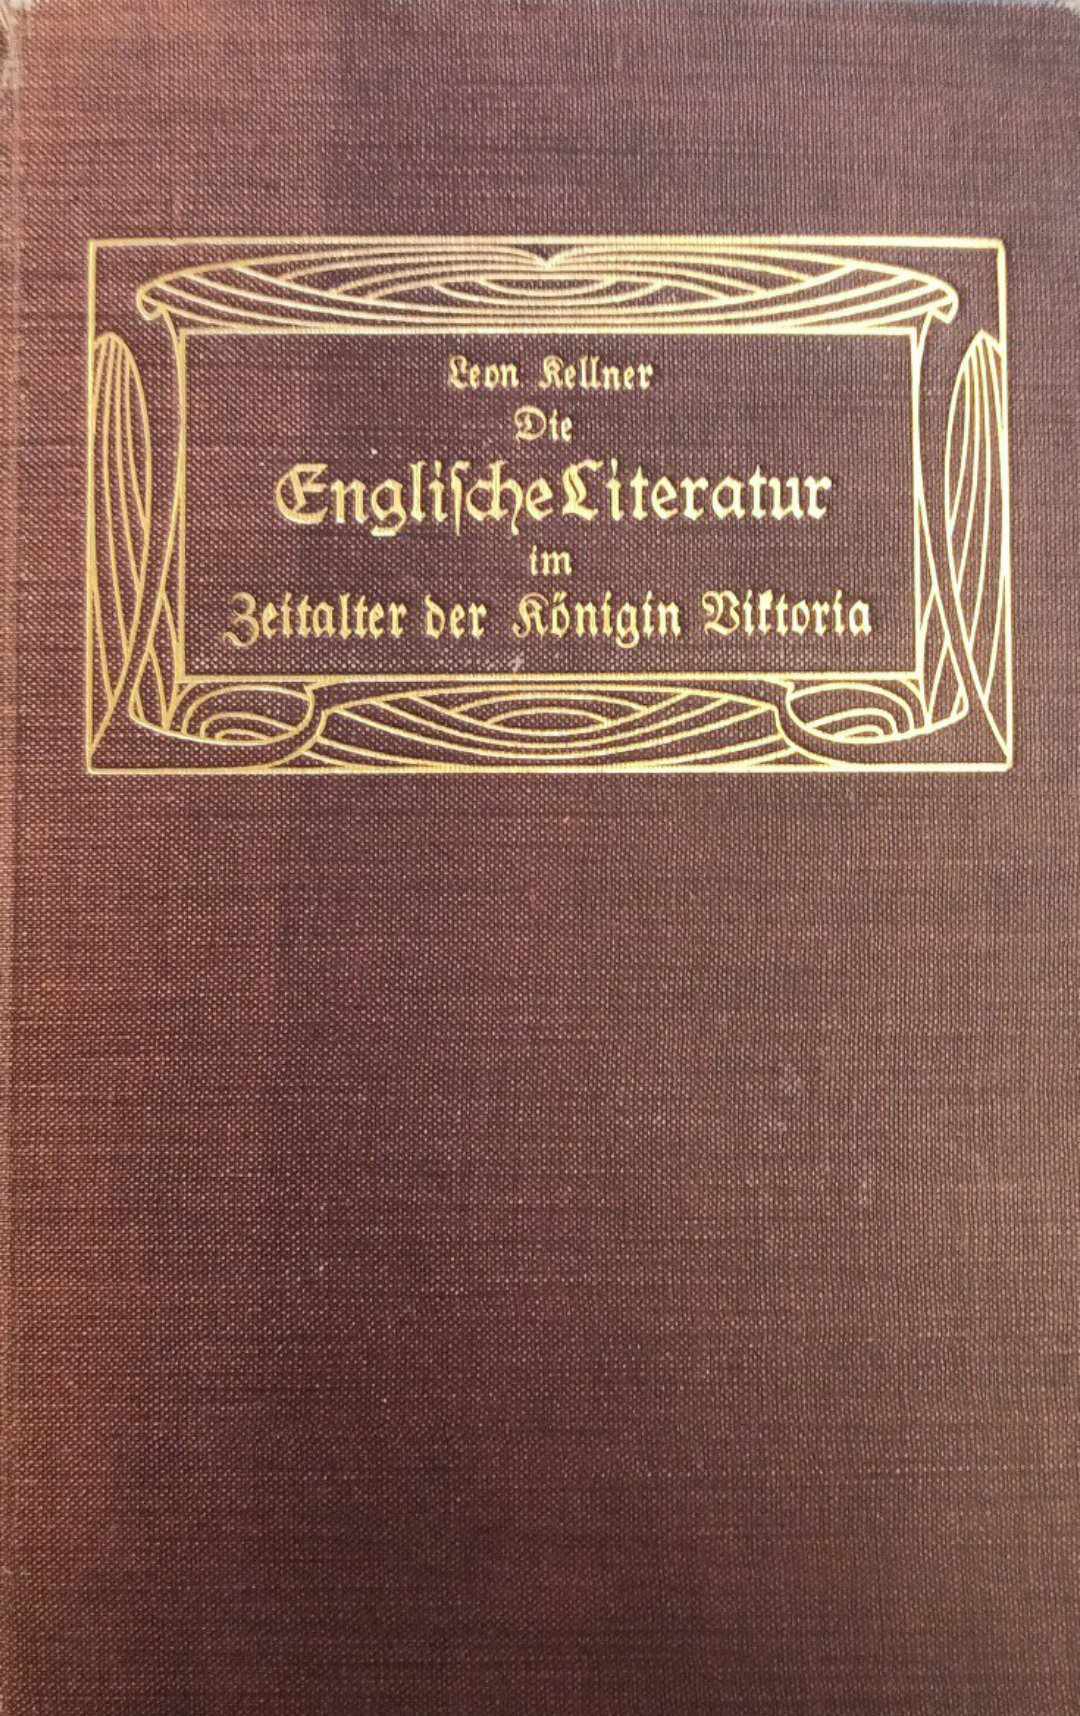 Leon Kellner
Die
Engliſche Literatur
im
Zeitalter der Königin Viktoria